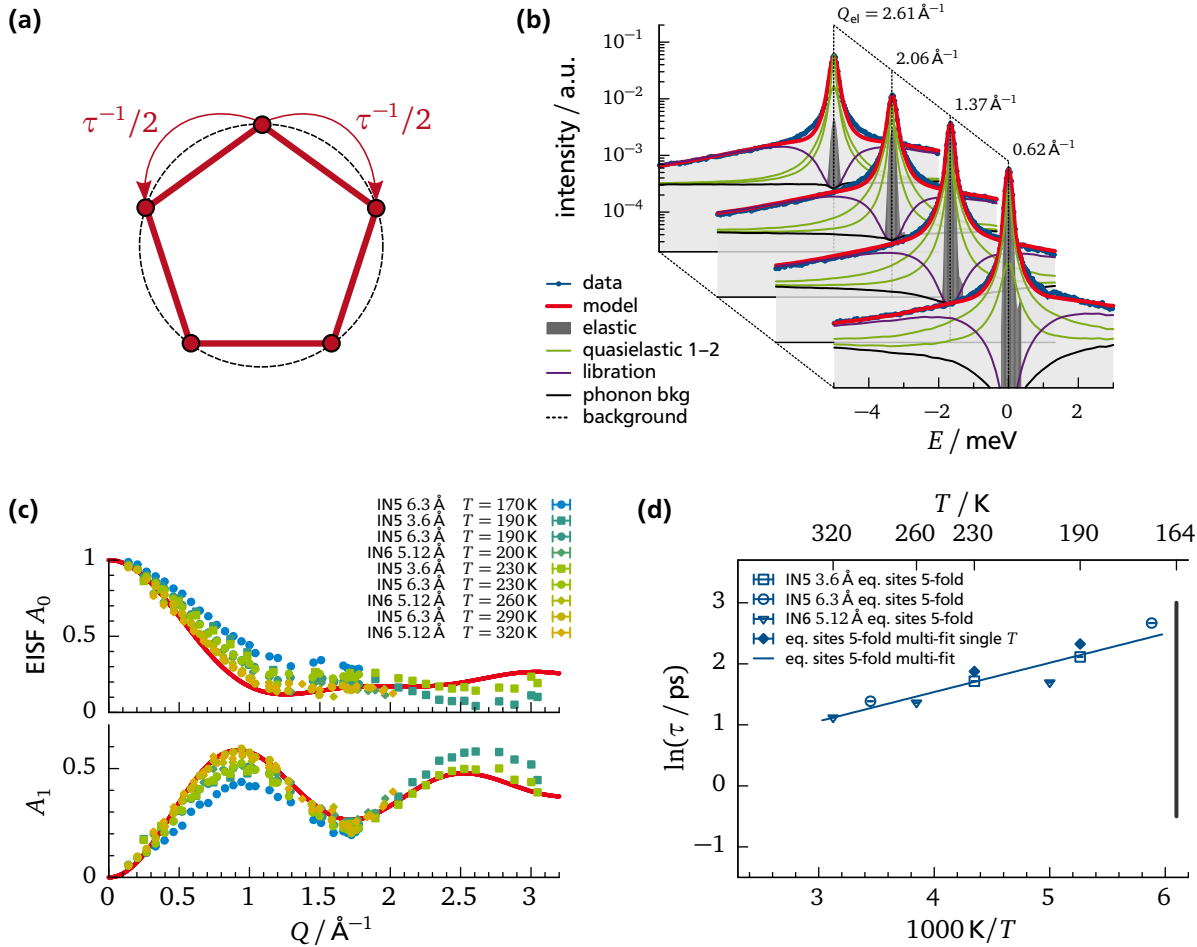 (a)
τ⁻¹/2
τ⁻¹/2
(b)
Qel = 2.61 Å⁻¹
2.06 Å⁻¹
1.37 Å⁻¹
0.62 Å⁻¹
10⁻¹
10⁻²
10⁻³
10⁻⁴
intensity / a.u.
data
model
elastic
quasielastic 1–2
libration
phonon bkg
background
−4
−2
0
2
E / meV
(c)
IN5 6.3 Å T = 170 K
IN5 3.6 Å T = 190 K
IN5 6.3 Å T = 190 K
IN6 5.12 Å T = 200 K
IN5 3.6 Å T = 230 K
IN5 6.3 Å T = 230 K
IN6 5.12 Å T = 260 K
IN5 6.3 Å T = 290 K
IN6 5.12 Å T = 320 K
1
0.5
0
EISF A₀
0.5
0
A₁
0 0.5 1 1.5 2 2.5 3
Q / Å⁻¹
(d)
T / K
320 260 230 190 164
IN5 3.6 Å eq. sites 5-fold
IN5 6.3 Å eq. sites 5-fold
IN6 5.12 Å eq. sites 5-fold
eq. sites 5-fold multi-fit single T
eq. sites 5-fold multi-fit
3
2
1
0
−1
ln(τ / ps)
3 4 5 6
1000 K/T